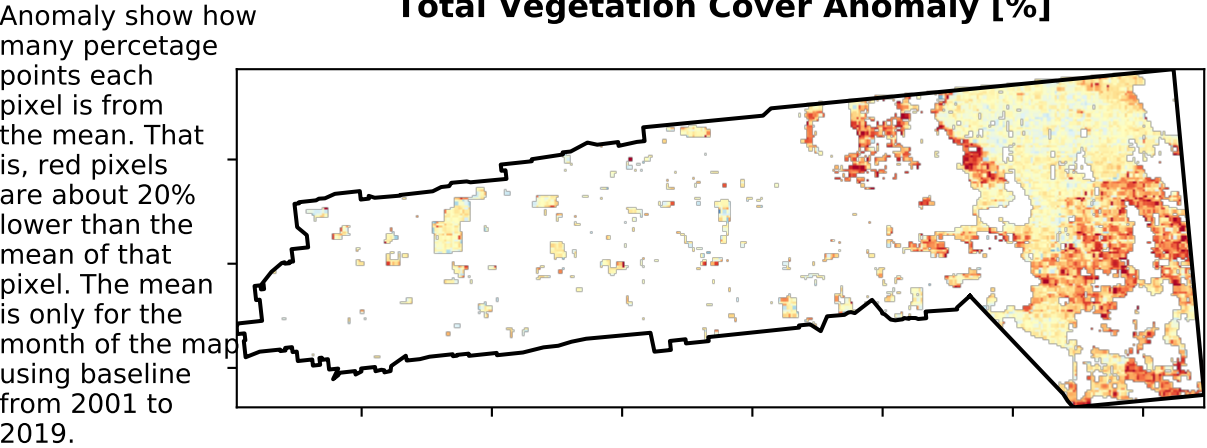 Total Vegetation Cover Anomaly [%]
Anomaly show how
many percetage
points each
pixel is from
the mean. That
is, red pixels
are about 20%
lower than the
mean of that
pixel. The mean
is only for the
month of the map
using baseline
from 2001 to
2019.